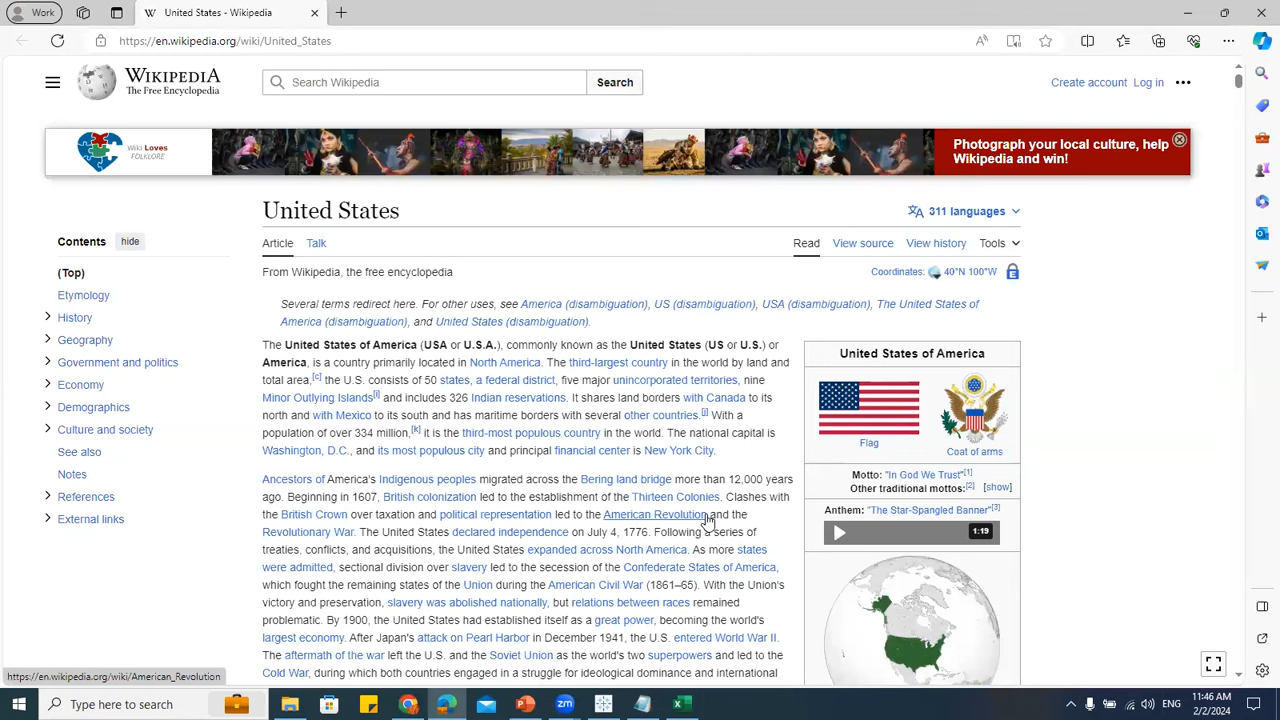 Work
United States - Wikipedia
https://en.wikipedia.org/wiki/United_States
WIKIPEDIA
The Free Encyclopedia
Search Wikipedia
Search
Create account
Log in
Wiki Loves
FOLKLORE
Photograph your local culture, help
Wikipedia and win!
United States
311 languages
Contents
hide
Article
Talk
Read
View source
View history
Tools
(Top)
From Wikipedia, the free encyclopedia
Coordinates: 40°N 100°W
Etymology
History
Geography
Government and politics
Economy
Demographics
Culture and society
See also
Notes
References
External links
Several terms redirect here. For other uses, see America (disambiguation), US (disambiguation), USA (disambiguation), The United States of
America (disambiguation), and United States (disambiguation).
The United States of America (USA or U.S.A.), commonly known as the United States (US or U.S.) or
America, is a country primarily located in North America. The third-largest country in the world by land and
total area,[c] the U.S. consists of 50 states, a federal district, five major unincorporated territories, nine
Minor Outlying Islands[i] and includes 326 Indian reservations. It shares land borders with Canada to its
north and with Mexico to its south and has maritime borders with several other countries.[j] With a
population of over 334 million,[k] it is the third-most populous country in the world. The national capital is
Washington, D.C., and its most populous city and principal financial center is New York City.
Ancestors of America's Indigenous peoples migrated across the Bering land bridge more than 12,000 years
ago. Beginning in 1607, British colonization led to the establishment of the Thirteen Colonies. Clashes with
the British Crown over taxation and political representation led to the American Revolution and the
Revolutionary War. The United States declared independence on July 4, 1776. Following a series of
treaties, conflicts, and acquisitions, the United States expanded across North America. As more states
were admitted, sectional division over slavery led to the secession of the Confederate States of America,
which fought the remaining states of the Union during the American Civil War (1861–65). With the Union's
victory and preservation, slavery was abolished nationally, but relations between races remained
problematic. By 1900, the United States had established itself as a great power, becoming the world's
largest economy. After Japan's attack on Pearl Harbor in December 1941, the U.S. entered World War II.
The aftermath of the war left the U.S. and the Soviet Union as the world's two superpowers and led to the
Cold War, during which both countries engaged in a struggle for ideological dominance and international
United States of America
Flag
Coat of arms
Motto: "In God We Trust"[1]
Other traditional mottos:[2] [show]
Anthem: "The Star-Spangled Banner"[3]
1:19
https://en.wikipedia.org/wiki/American_Revolution
Type here to search
ENG
11:46 AM
2/2/2024